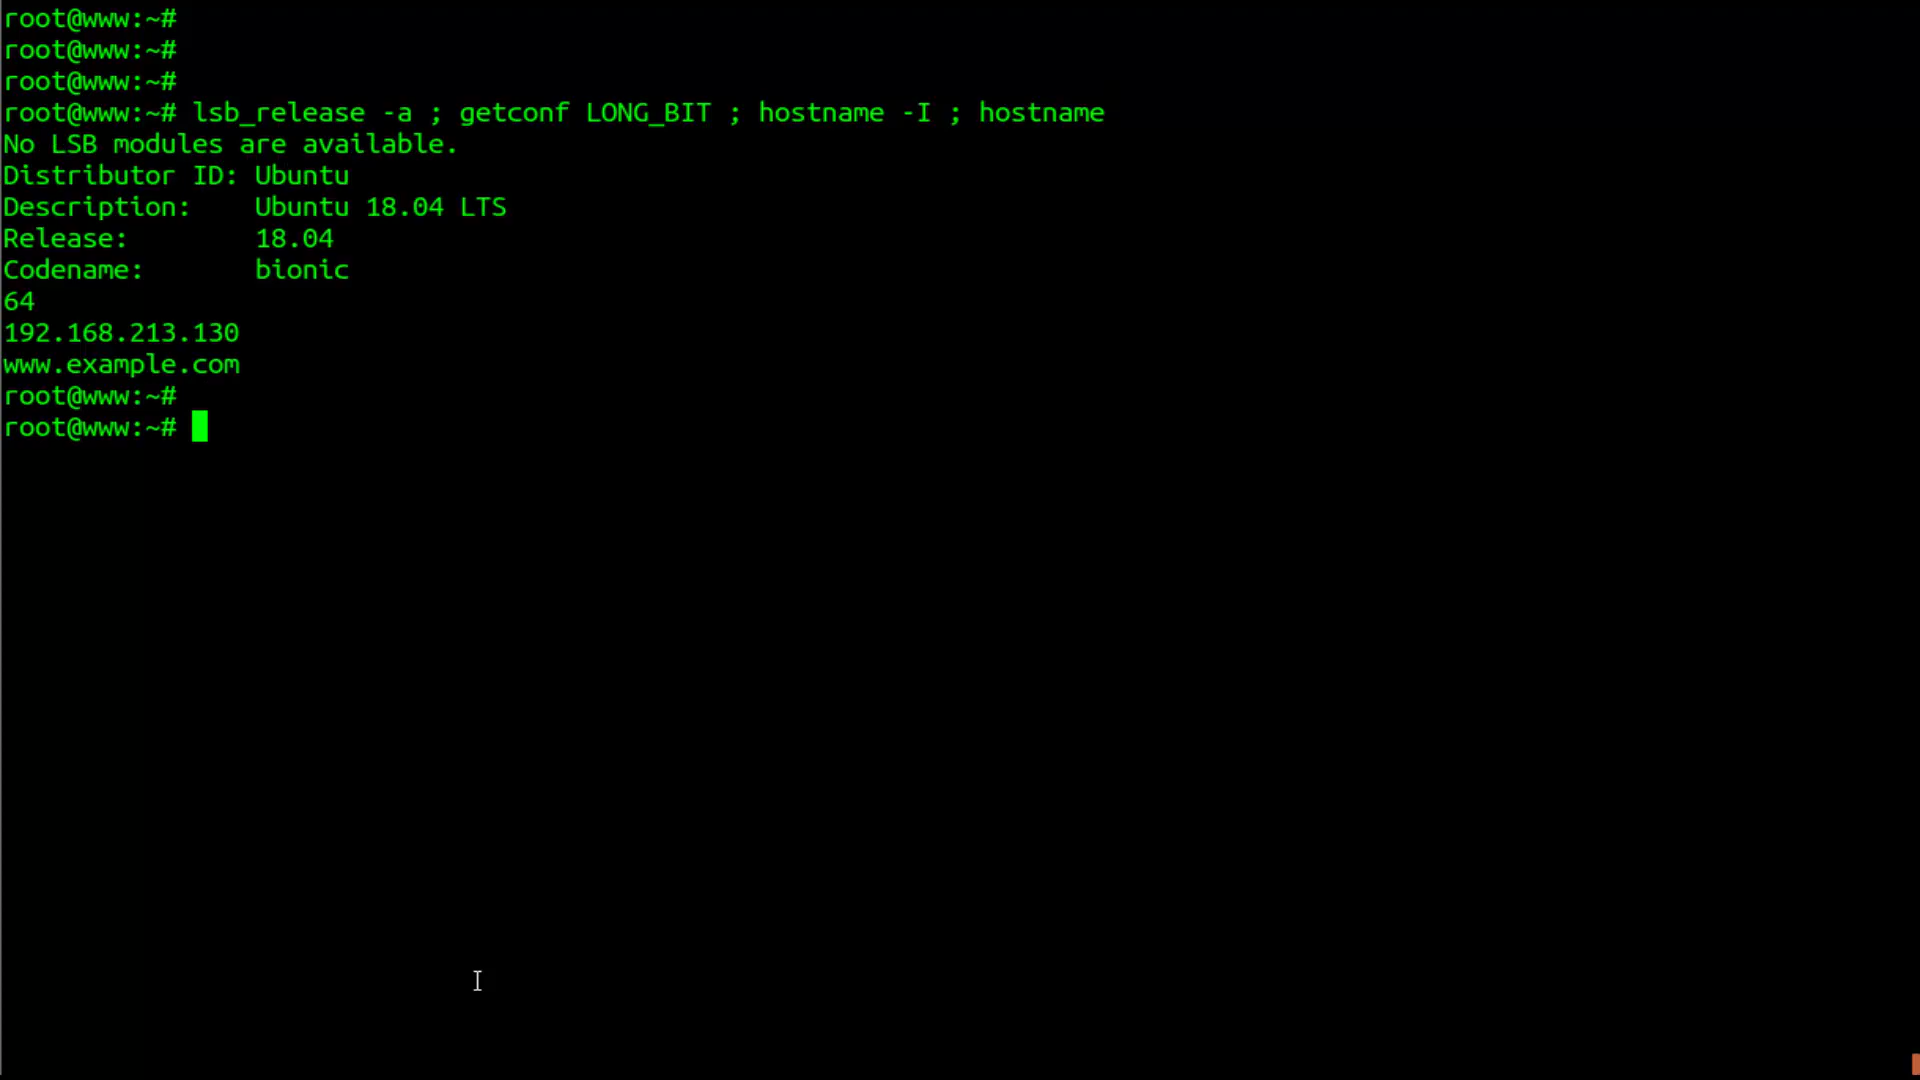 root@www:~#
root@www:~#
root@www:~#
root@www:~# lsb_release -a ; getconf LONG_BIT ; hostname -I ; hostname
No LSB modules are available.
Distributor ID: Ubuntu
Description:    Ubuntu 18.04 LTS
Release:        18.04
Codename:       bionic
64
192.168.213.130
www.example.com
root@www:~#
root@www:~#